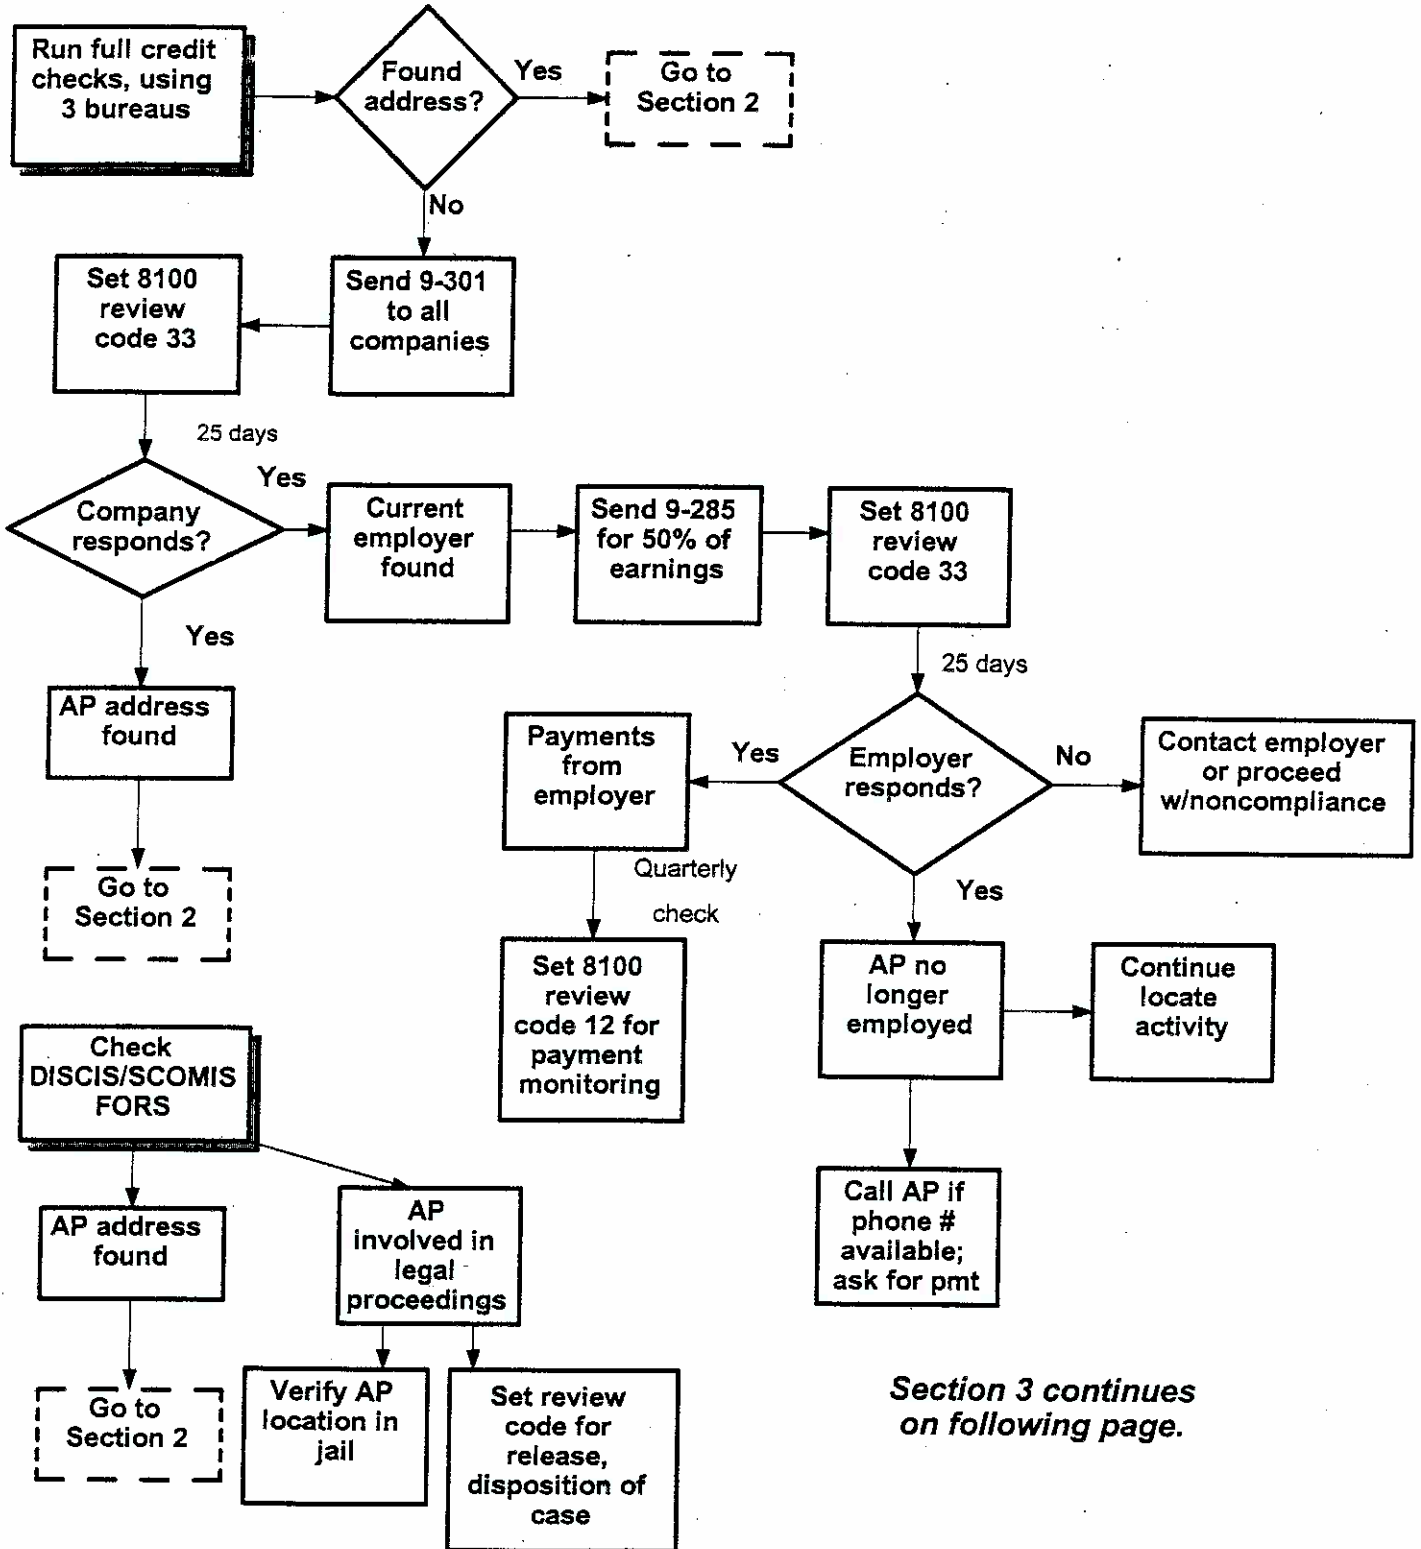 Run full credit
checks, using
3 bureaus
Found
address?
Yes
Go to
Section 2
No
Set 8100
review
code 33
Send 9-301
to all
companies
25 days
Company
responds?
Yes
Current
employer
found
Send 9-285
for 50% of
earnings
Set 8100
review
code 33
Yes
25 days
AP address
found
Payments
from
employer
Yes
Employer
responds?
No
Contact employer
or proceed
w/noncompliance
Go to
Section 2
Quarterly
check
Yes
Set 8100
review
code 12 for
payment
monitoring
AP no
longer
employed
Continue
locate
activity
Check
DISCIS/SCOMIS
FORS
Call AP if
phone #
available;
ask for pmt
AP address
found
AP
involved in
legal
proceedings
Go to
Section 2
Verify AP
location in
jail
Set review
code for
release,
disposition of
case
Section 3 continues
on following page.